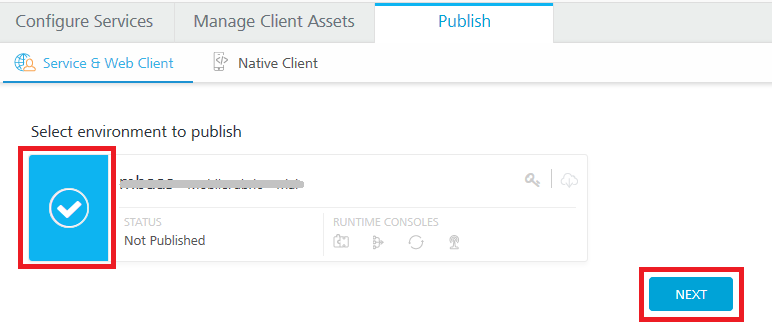 Configure Services
Manage Client Assets
Publish
Service & Web Client
Native Client
Select environment to publish
STATUS
RUNTIME CONSOLES
Not Published
NEXT